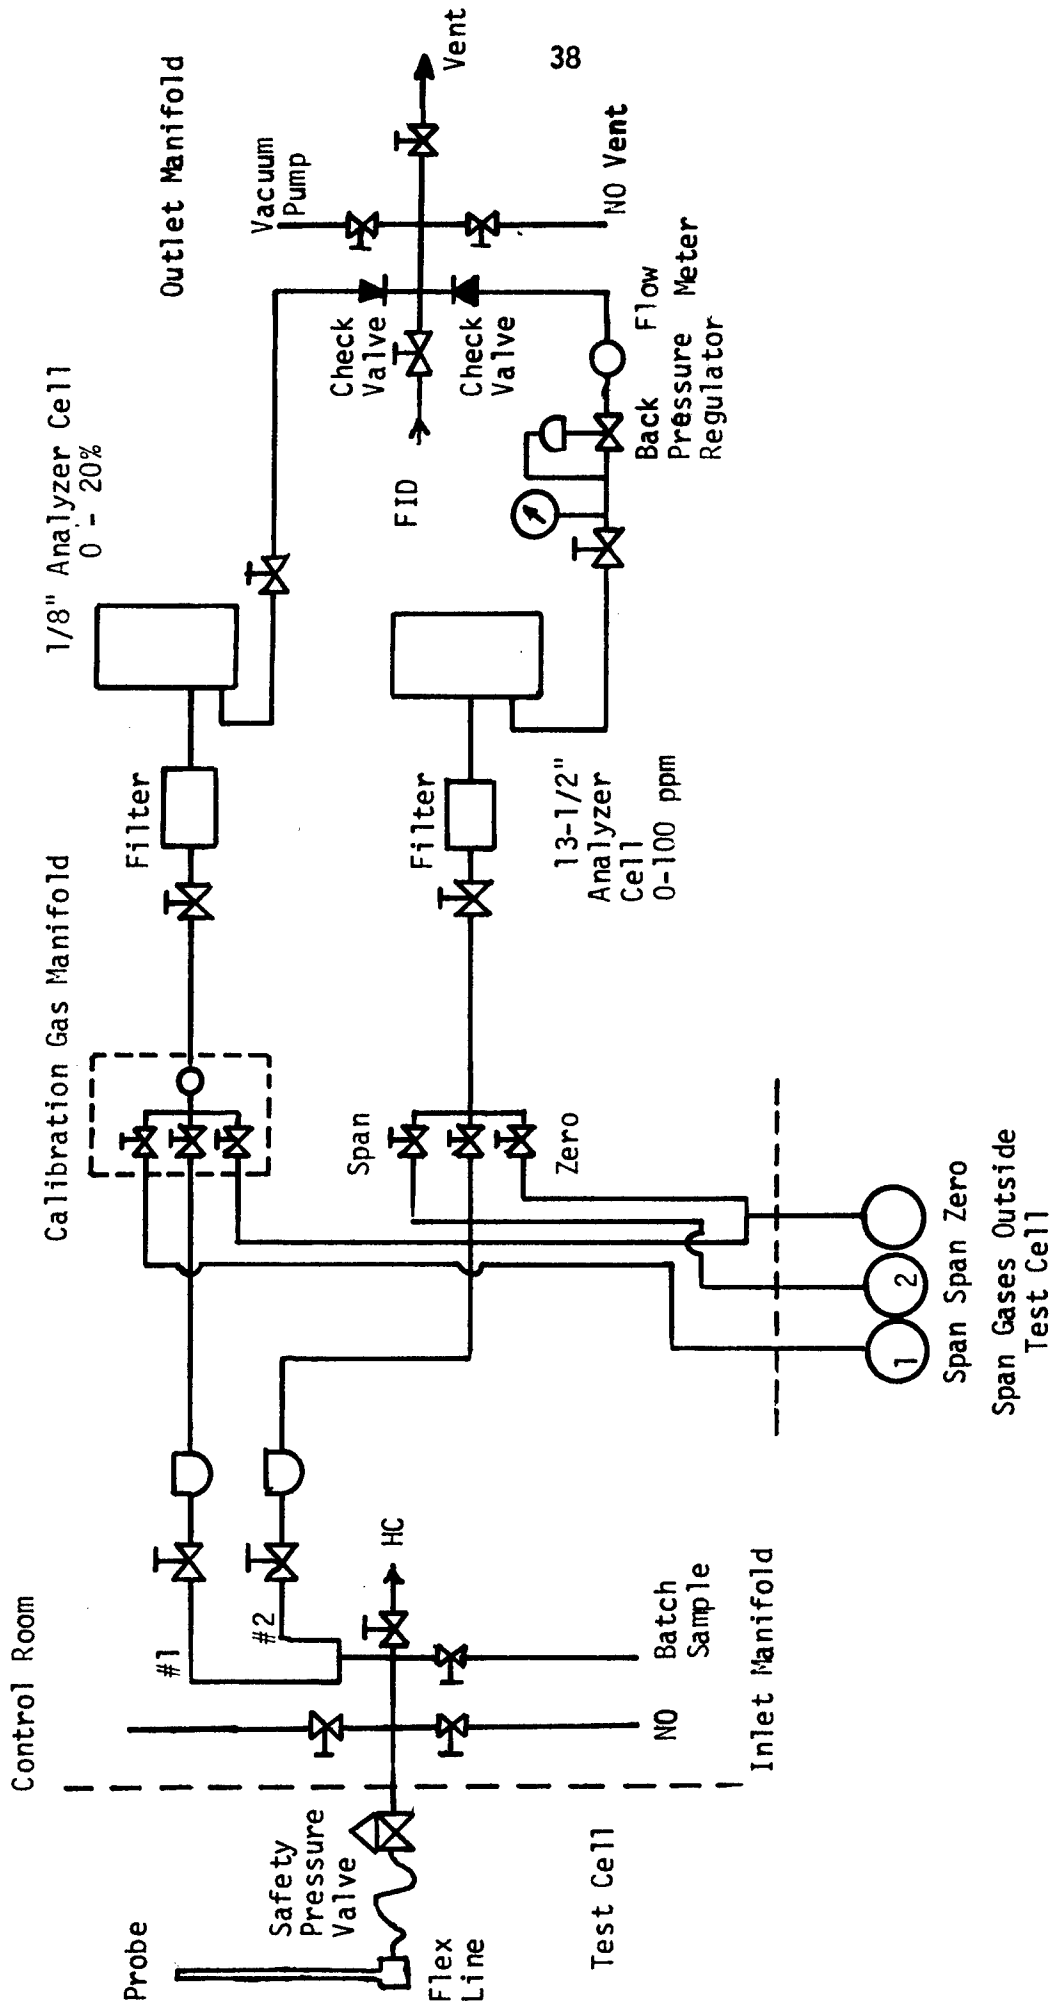 38
Control Room
Calibration Gas Manifold
1/8" Analyzer Cell
0 - 20%
Outlet Manifold
Vacuum
Pump
Vent
NO Vent
Probe
Safety
Pressure
Valve
Flex
Line
Test Cell
#1
#2
HC
NO
Batch
Sample
Inlet Manifold
Filter
Span
Zero
Filter
13-1/2"
Analyzer
Cell
0-100 ppm
FID
Check
Valve
Check
Valve
Back
Pressure
Regulator
Flow
Meter
1
2
Span Span Zero
Span Gases Outside
Test Cell